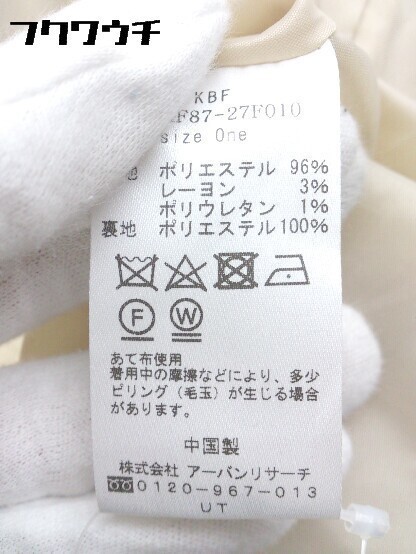 フクワウチ
KBF
F87-27F010
size One
地 ポリエステル 96%
レーヨン 3%
ポリウレタン 1%
裏地 ポリエステル100%
F W
あて布使用
着用中の摩擦などにより、多少
ピリング(毛玉)が生じる場合
があります。
中国製
株式会社 アーバンリサーチ
0120-967-013
UT